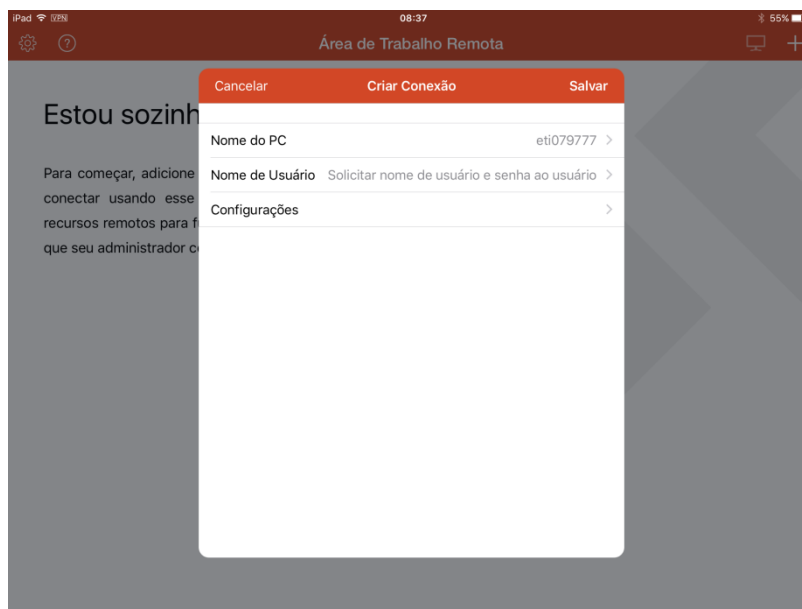 iPad VPN 08:37 55%
Área de Trabalho Remota
Cancelar Criar Conexão Salvar
Estou sozinh
Nome do PC eti079777
Para começar, adicione
Nome de Usuário Solicitar nome de usuário e senha ao usuário
conectar usando esse
Configurações
recursos remotos para f
que seu administrador c